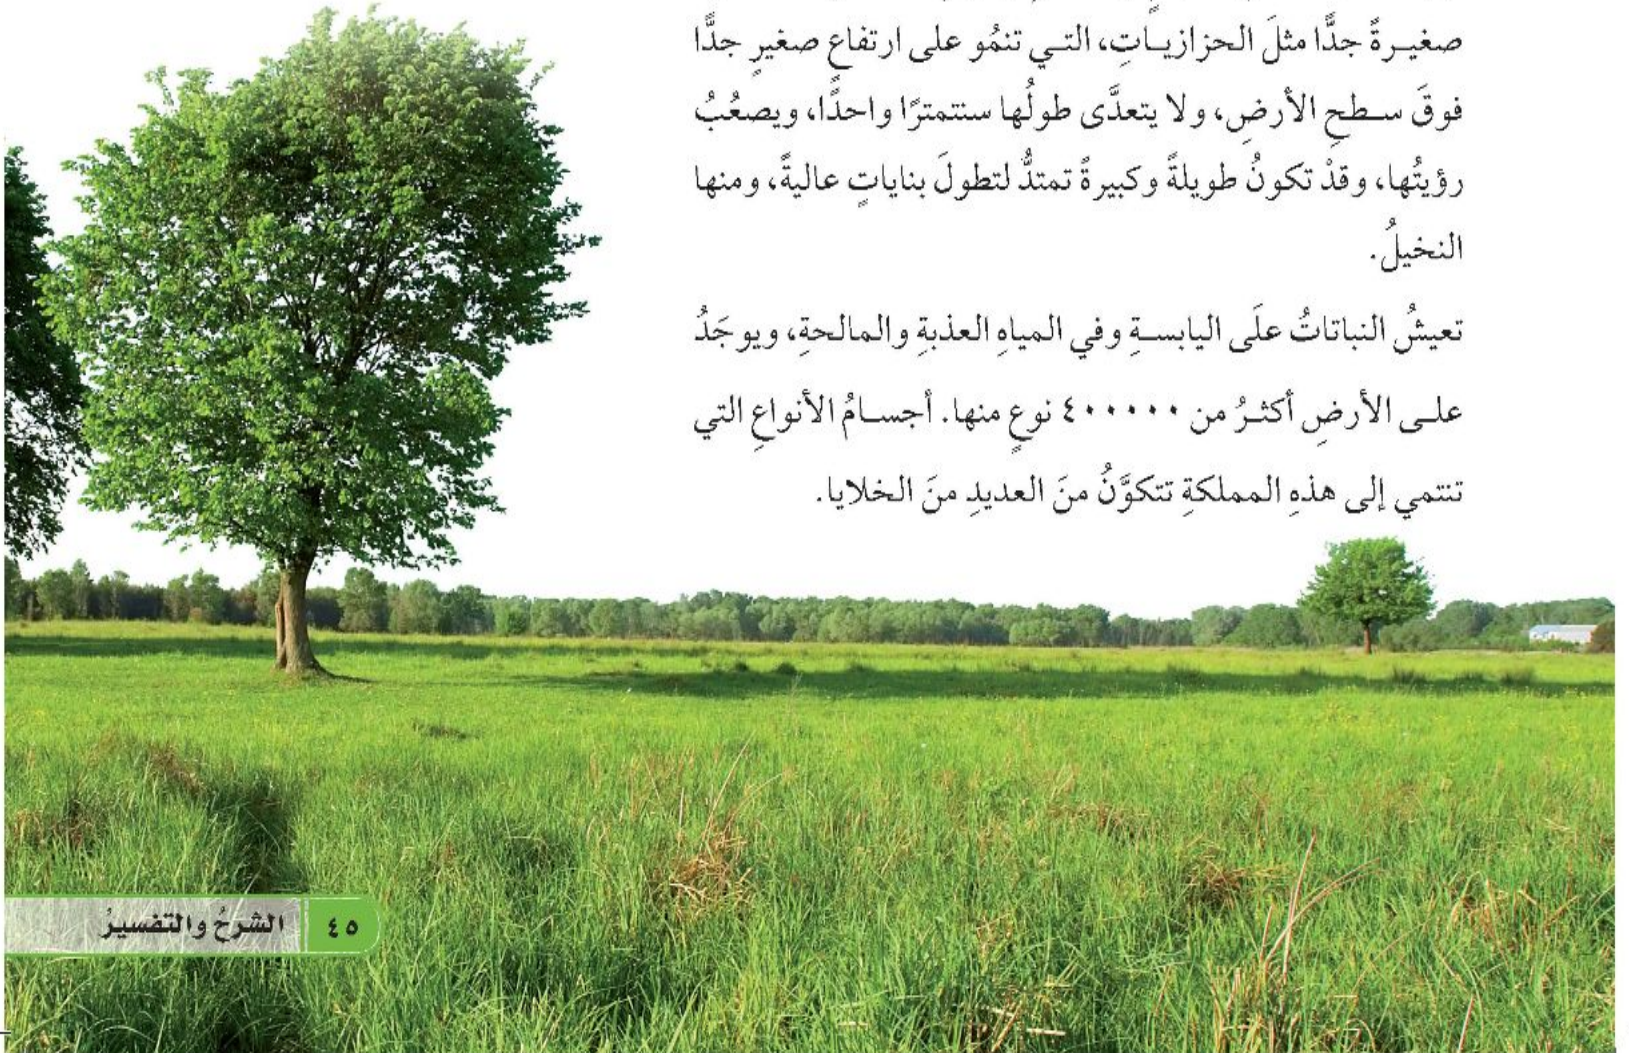 صغيرةً جدًّا مثلَ الحزازياتِ، التي تنمُو على ارتفاعٍ صغيرٍ جدًّا
فوقَ سطحِ الأرضِ، ولا يتعدَّى طولُها سنتمترًا واحدًا، ويصعُبُ
رؤيتُها، وقدْ تكونُ طويلةً وكبيرةً تمتدُّ لتطولَ بناياتٍ عاليةً، ومنها
النخيلُ.
تعيشُ النباتاتُ علَى اليابسةِ وفي المياهِ العذبةِ والمالحةِ، ويوجَدُ
على الأرضِ أكثرُ من ٤٠٠٠٠٠ نوعٍ منها. أجسامُ الأنواعِ التي
تنتمي إلى هذهِ المملكةِ تتكوَّنُ منَ العديدِ منَ الخلايا.
٤٥ الشرحُ والتفسيرُ